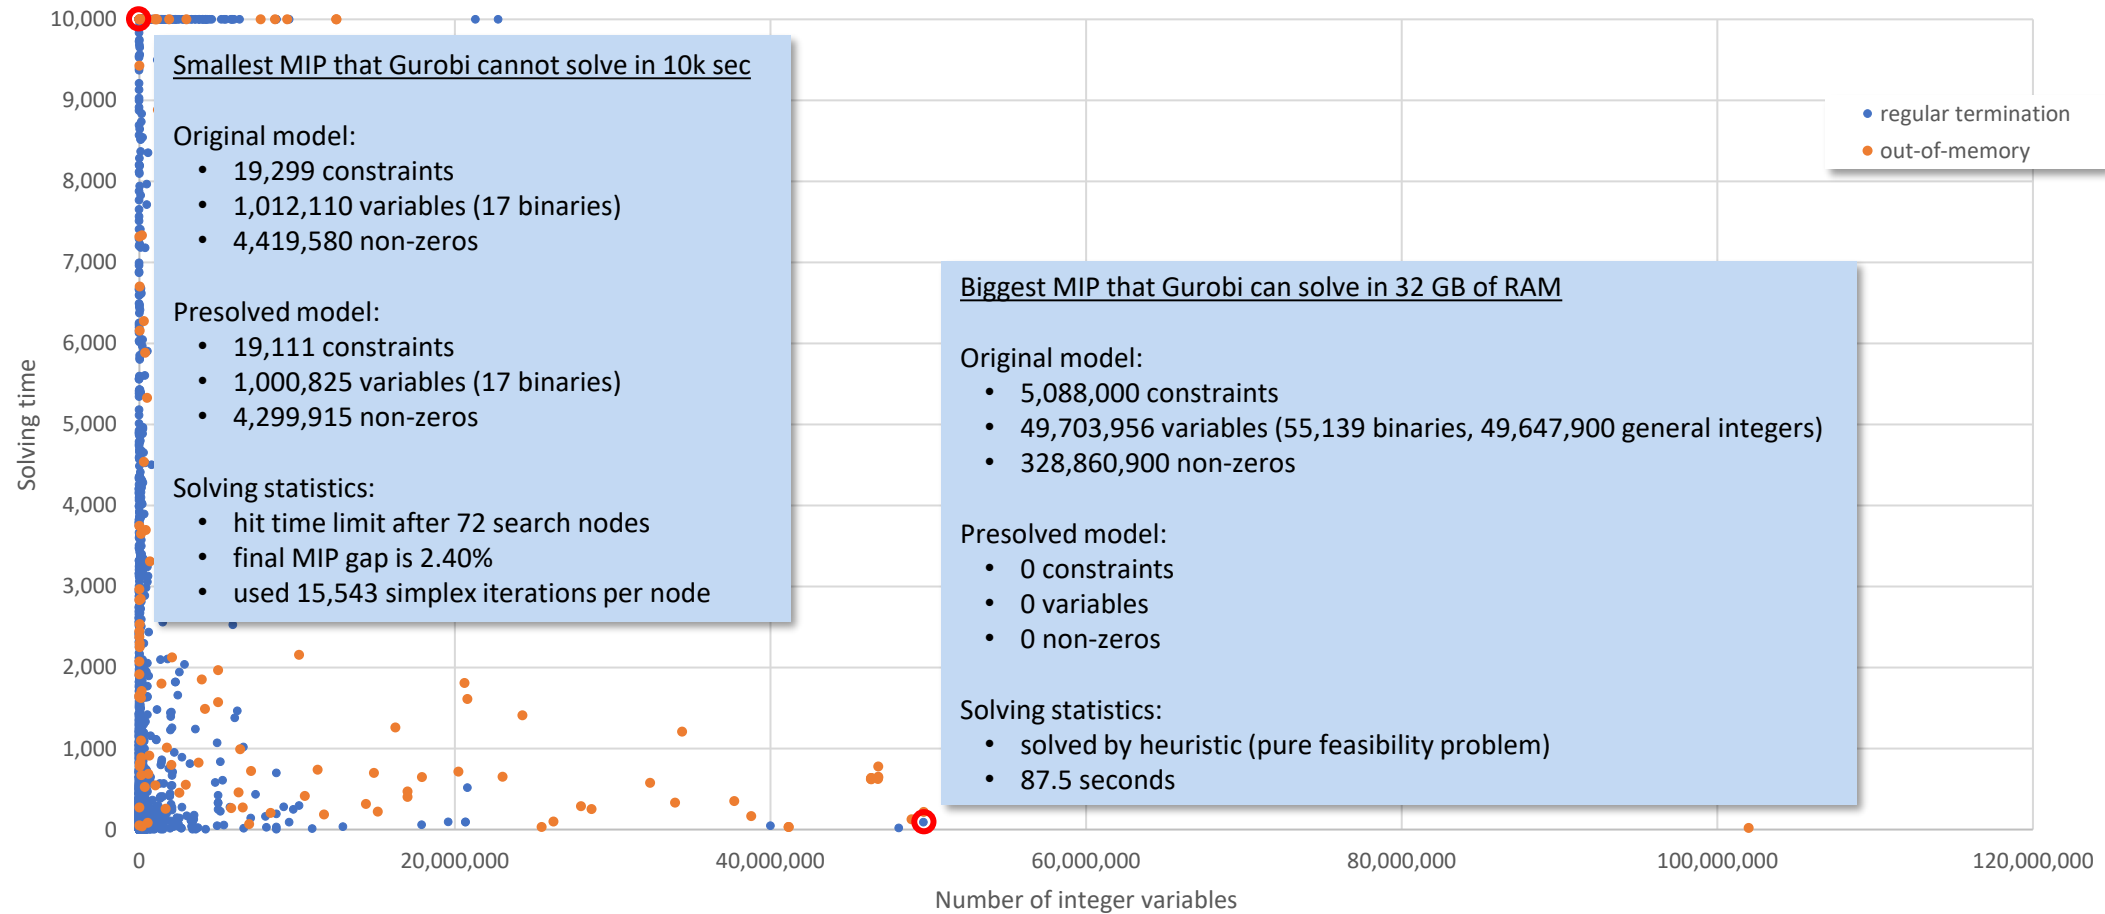 10,000
9,000
8,000
7,000
6,000
5,000
4,000
3,000
2,000
1,000
0
Solving time
Smallest MIP that Gurobi cannot solve in 10k sec
Original model:
• 19,299 constraints
• 1,012,110 variables (17 binaries)
• 4,419,580 non-zeros
Presolved model:
• 19,111 constraints
• 1,000,825 variables (17 binaries)
• 4,299,915 non-zeros
Solving statistics:
• hit time limit after 72 search nodes
• final MIP gap is 2.40%
• used 15,543 simplex iterations per node
regular termination
out-of-memory
Biggest MIP that Gurobi can solve in 32 GB of RAM
Original model:
• 5,088,000 constraints
• 49,703,956 variables (55,139 binaries, 49,647,900 general integers)
• 328,860,900 non-zeros
Presolved model:
• 0 constraints
• 0 variables
• 0 non-zeros
Solving statistics:
• solved by heuristic (pure feasibility problem)
• 87.5 seconds
0
20,000,000
40,000,000
60,000,000
80,000,000
100,000,000
120,000,000
Number of integer variables